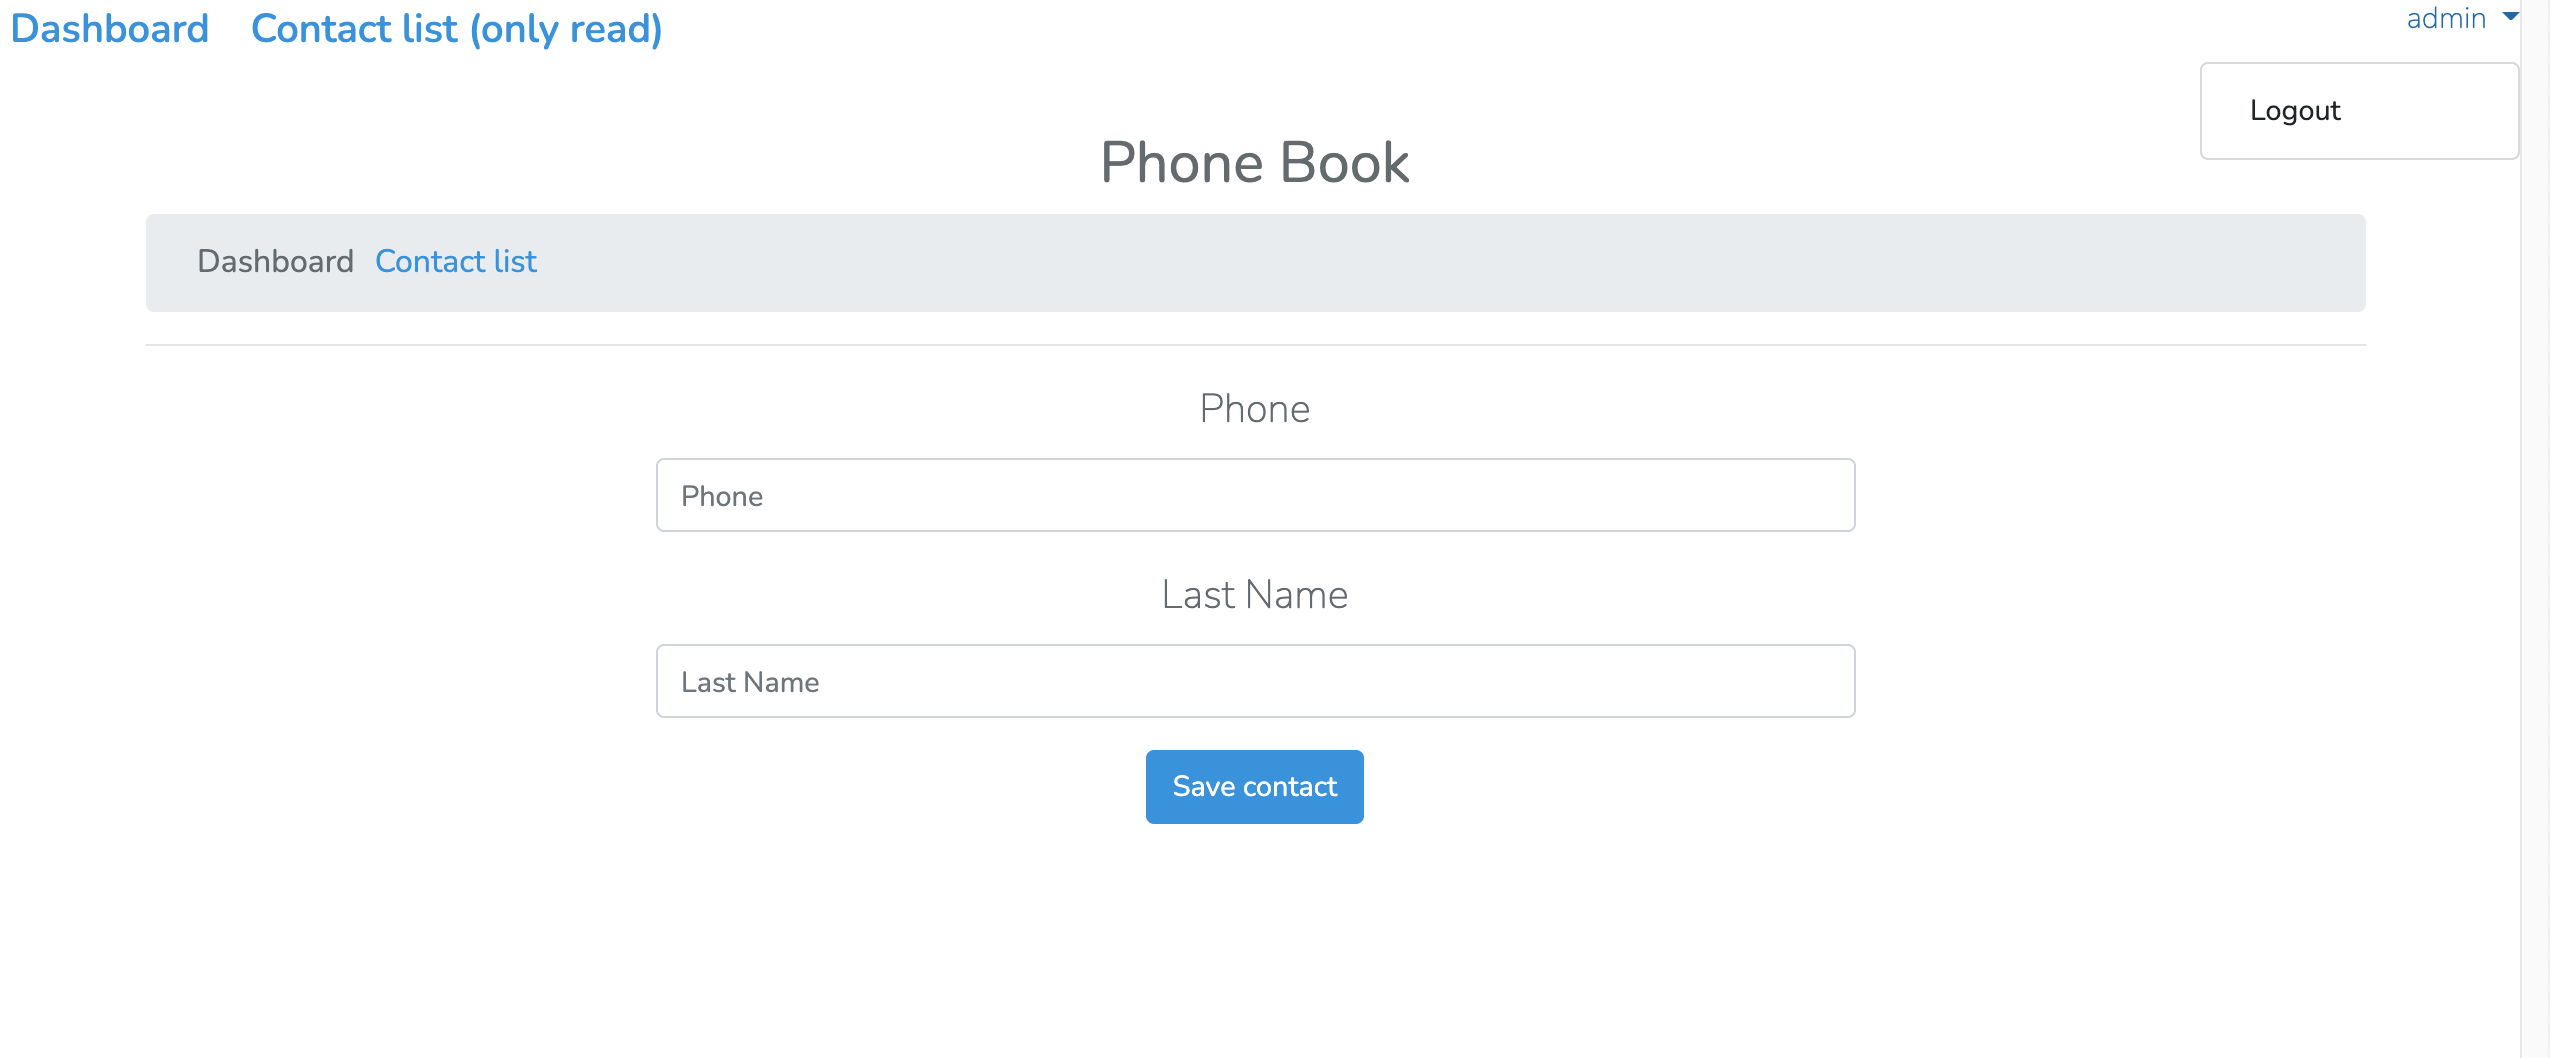 Dashboard Contact list (only read) admin
Logout
Phone Book
Dashboard Contact list
Phone
Phone
Last Name
Last Name
Save contact